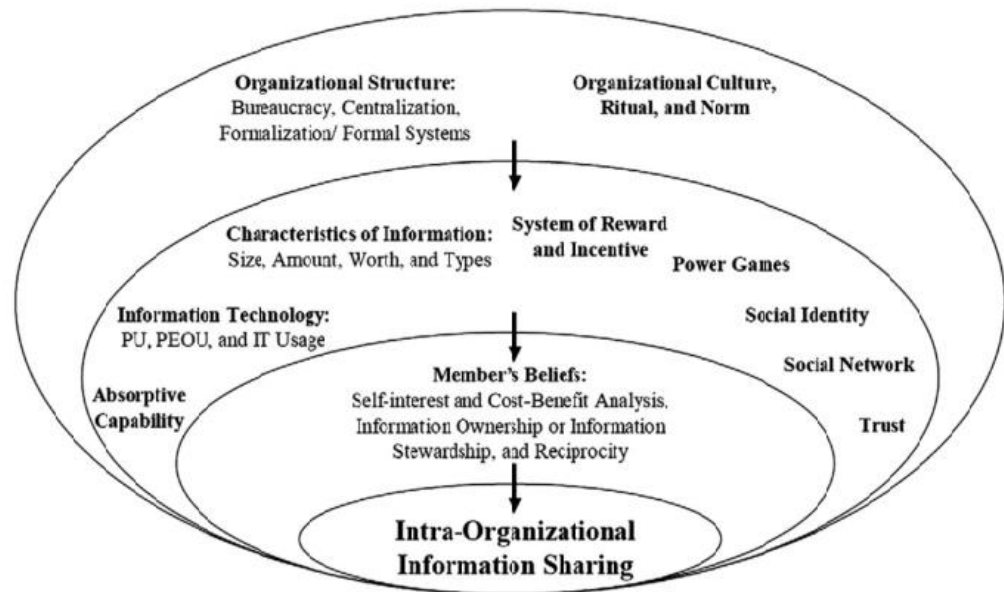 Organizational Structure:
Bureaucracy, Centralization,
Formalization/ Formal Systems
Organizational Culture,
Ritual, and Norm
Characteristics of Information:
Size, Amount, Worth, and Types
System of Reward
and Incentive
Power Games
Information Technology:
PU, PEOU, and IT Usage
Social Identity
Absorptive
Capability
Social Network
Trust
Member's Beliefs:
Self-interest and Cost-Benefit Analysis,
Information Ownership or Information
Stewardship, and Reciprocity
Intra-Organizational
Information Sharing